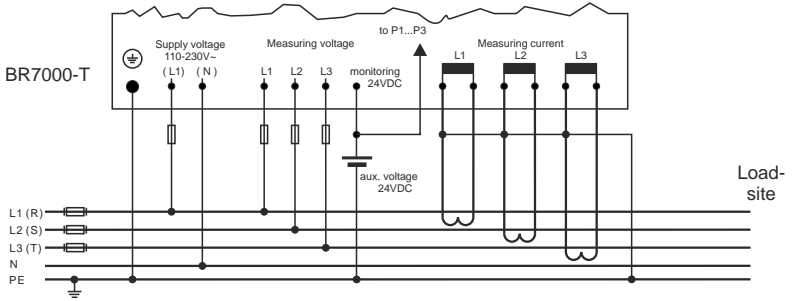 to P1...P3
Supply voltage
110-230V~
(L1) (N)
Measuring voltage
L1 L2 L3
monitoring
24VDC
Measuring current
L1 L2 L3
BR7000-T
aux. voltage
24VDC
Load-
site
L1 (R)
L2 (S)
L3 (T)
N
PE